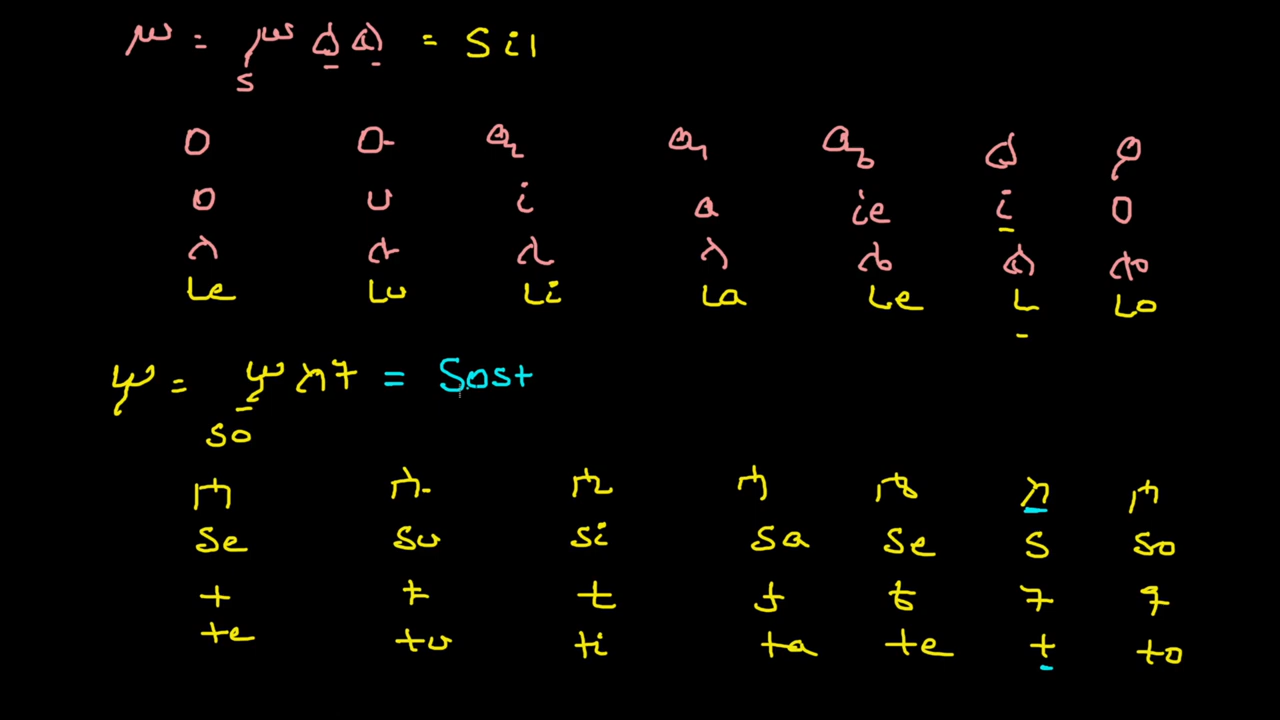 ሥ = ሥዕል = Sil
s
ዐ ዑ ዒ ዓ ዔ ዕ ዖ
o u i a ie i o
ለ ሉ ሊ ላ ሌ ል ሎ
Le Lu Li La Le L Lo
ሦ = ሦስት = Sost
so
ሰ ሱ ሲ ሳ ሴ ስ ሶ
se su si sa se s so
ተ ቱ ቲ ታ ቴ ት ቶ
te tu ti ta te t to